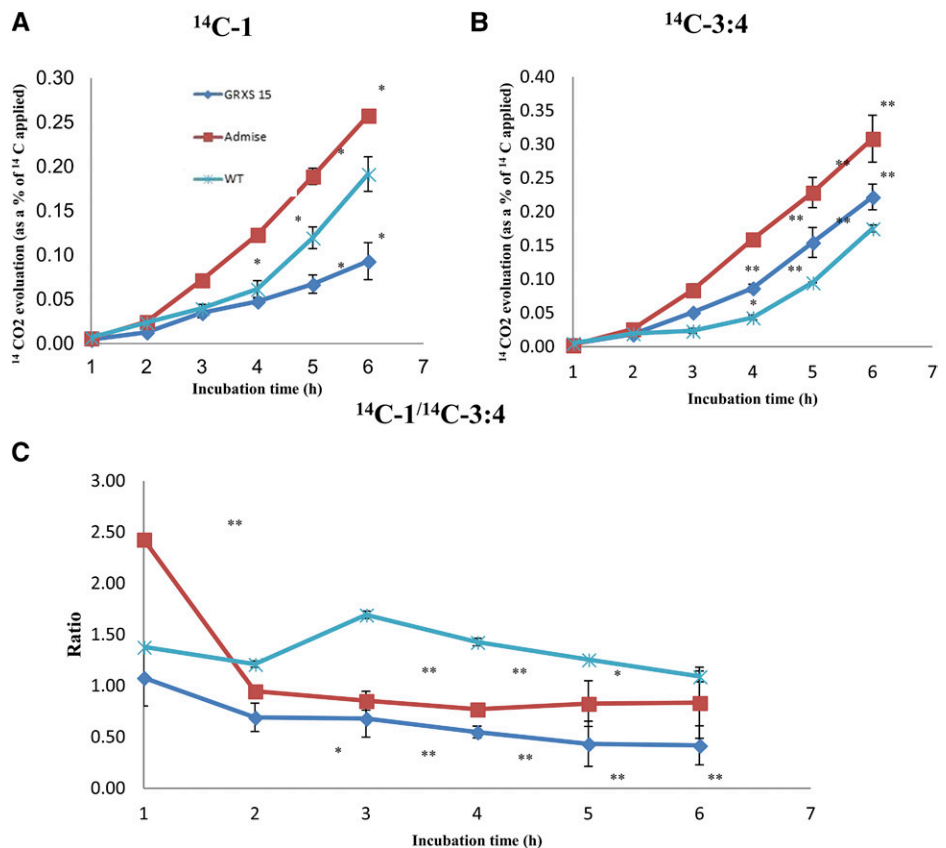 A
¹⁴C-1
¹⁴ CO2 evoluation (as a % of ¹⁴ C applied)
0.30
0.25
0.20
0.15
0.10
0.05
0.00
GRXS 15
Admise
WT
*
*
*
*
*
*
1 2 3 4 5 6 7
Incubation time (h)
B
¹⁴C-3:4
¹⁴ CO2 evoluation (as a % of ¹⁴ C applied)
0.40
0.35
0.30
0.25
0.20
0.15
0.10
0.05
0.00
**
**
**
**
**
**
**
*
1 2 3 4 5 6 7
Incubation time (h)
¹⁴C-1/¹⁴C-3:4
C
Ratio
3.00
2.50
2.00
1.50
1.00
0.50
0.00
**
** ** *
* ** ** ** **
1 2 3 4 5 6 7
Incubation time (h)